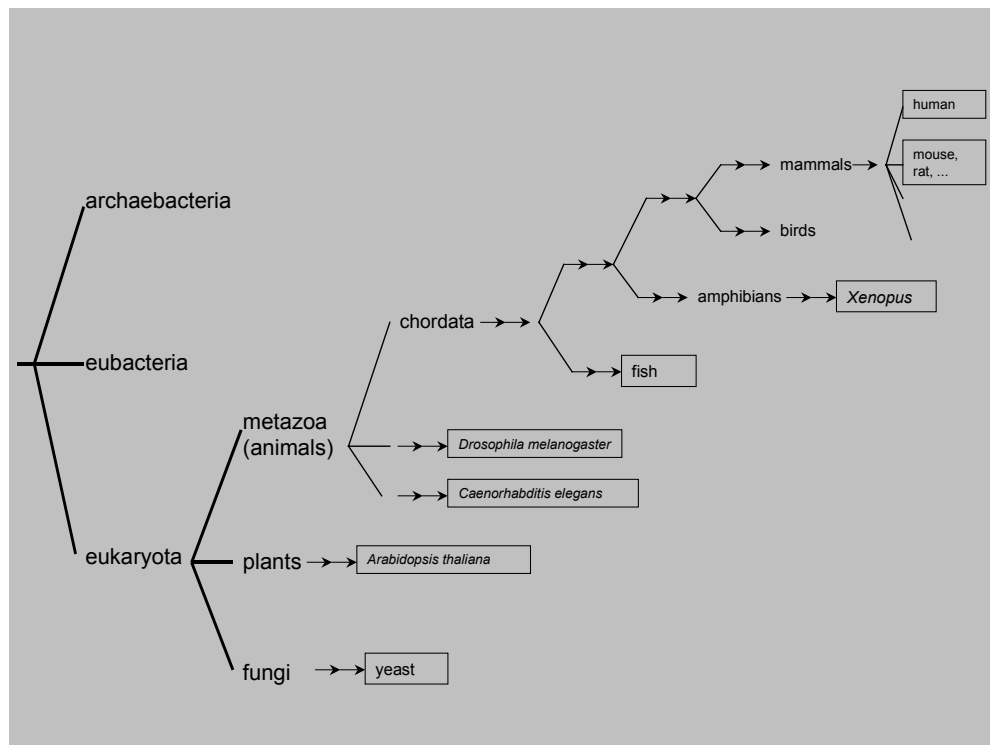 human
mouse,
rat, ...
mammals
archaebacteria
birds
amphibians
Xenopus
chordata
eubacteria
fish
metazoa
(animals)
Drosophila melanogaster
Caenorhabditis elegans
eukaryota
plants
Arabidopsis thaliana
fungi
yeast